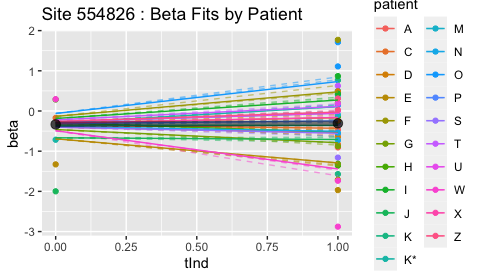 Site 554826 : Beta Fits by Patient
beta
2
1
0
-1
-2
-3
0.00
0.25
0.50
0.75
1.00
tInd
patient
A
C
D
E
F
G
H
I
J
K
K*
M
N
O
P
S
T
U
W
X
Z